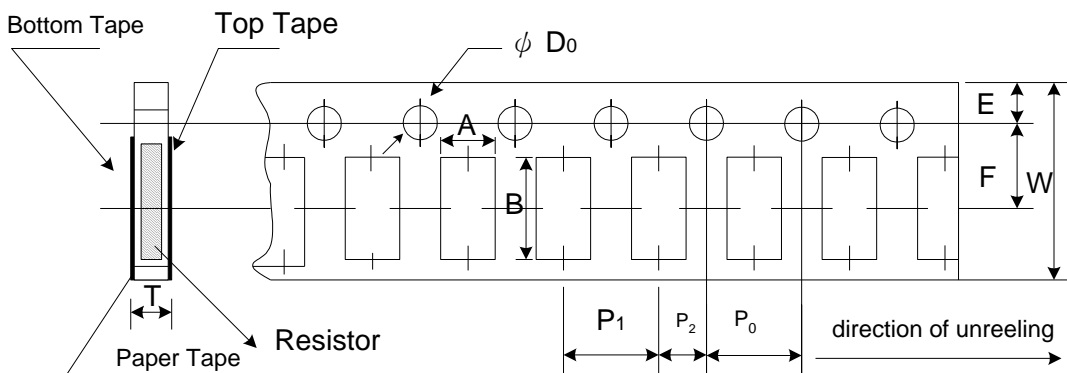 Bottom Tape
Top Tape
ψ D0
E
A
F
W
B
T
P1
P2
P0
Resistor
Paper Tape
direction of unreeling